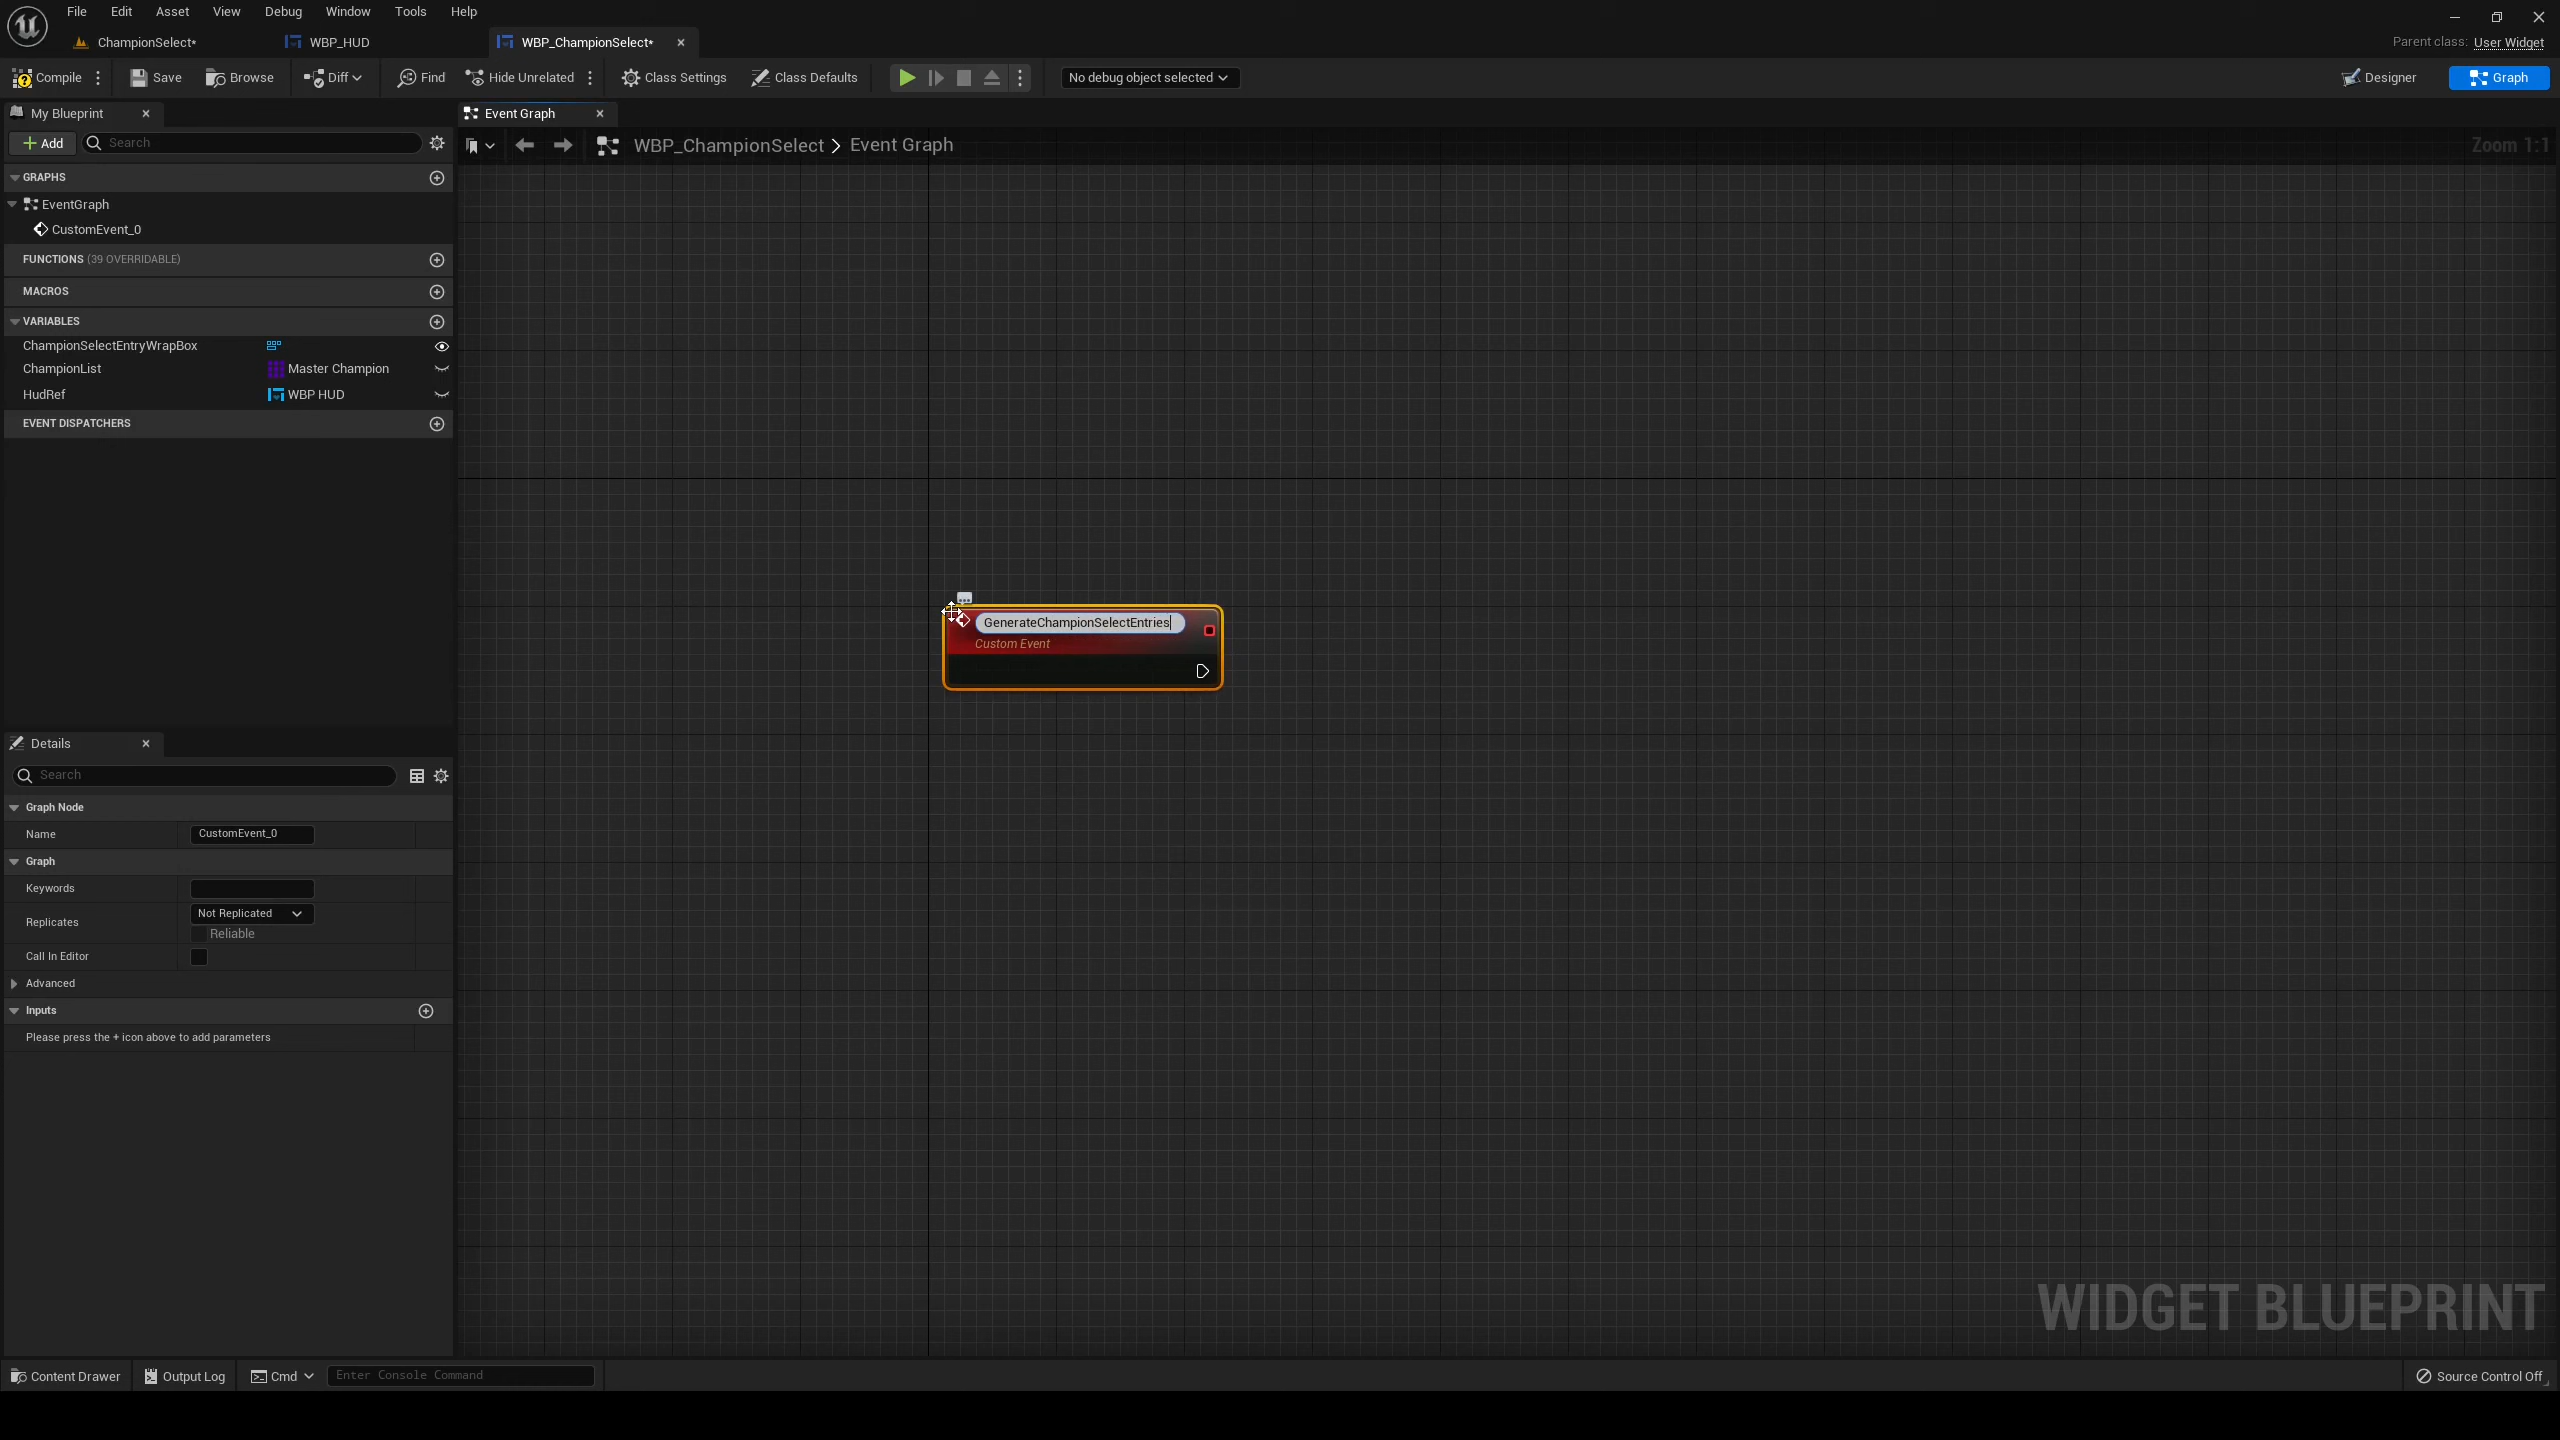 File Edit Asset View Debug Window Tools Help
ChampionSelect* WBP_HUD WBP_ChampionSelect*
Parent class: User Widget
Compile Save Browse Diff Find Hide Unrelated Class Settings Class Defaults No debug object selected Designer Graph
My Blueprint
Event Graph
Add Search
WBP_ChampionSelect > Event Graph
Zoom 1:1
GRAPHS
EventGraph
CustomEvent_0
FUNCTIONS (39 OVERRIDABLE)
MACROS
VARIABLES
ChampionSelectEntryWrapBox
ChampionList Master Champion
HudRef WBP HUD
EVENT DISPATCHERS
GenerateChampionSelectEntries
Custom Event
Details
Search
Graph Node
Name CustomEvent_0
Graph
Keywords
Replicates Not Replicated
Reliable
Call In Editor
Advanced
Inputs
Please press the + icon above to add parameters
WIDGET BLUEPRINT
Content Drawer Output Log Cmd Enter Console Command Source Control Off